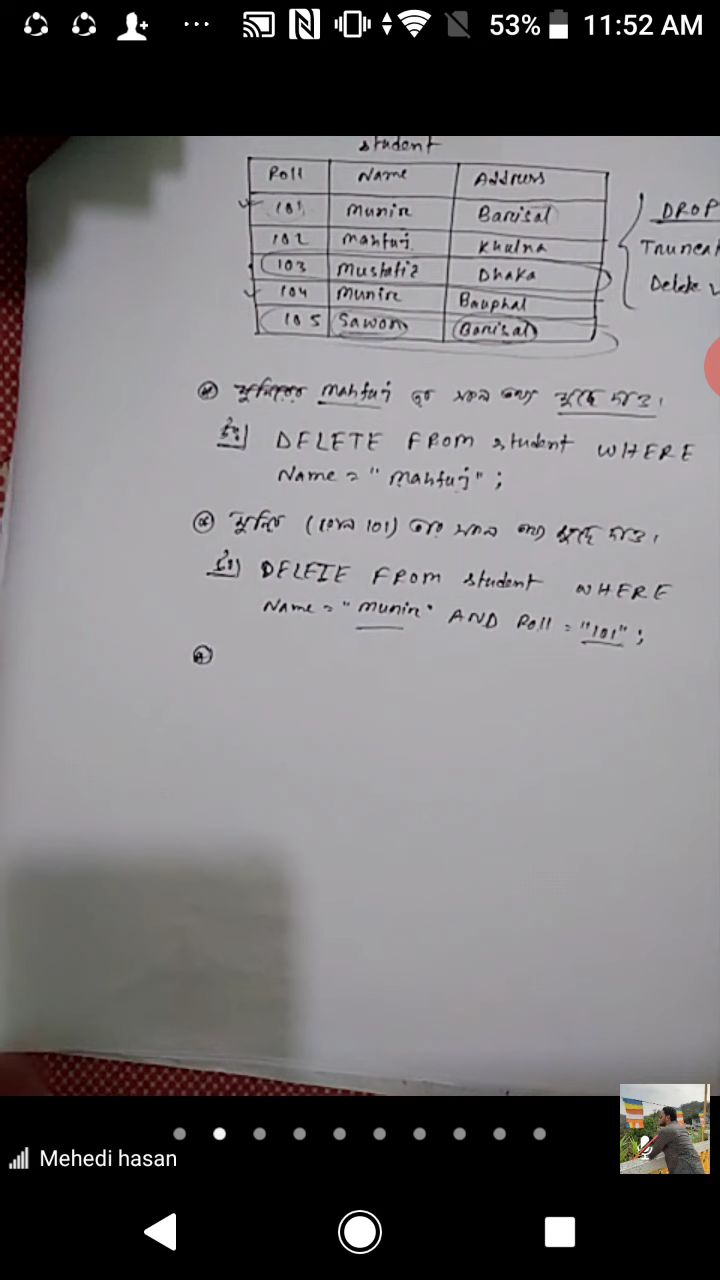 53% 11:52 AM
student
Roll Name Address
101 Munir Barisal
102 Mahfuj Khulna
103 Mustafiz Dhaka
104 Munir Bauphal
105 Sawon Barisal
DROP
Truncat
Delete
Mahfuj এর সকল তথ্য মুছে দাও।
উঃ DELETE FROM student WHERE
Name = "Mahfuj" ;
মুনির (রোল 101) এর সকল তথ্য মুছে দাও।
উঃ DELETE FROM student WHERE
Name = "Munir" AND Roll = "101" ;
Mehedi hasan